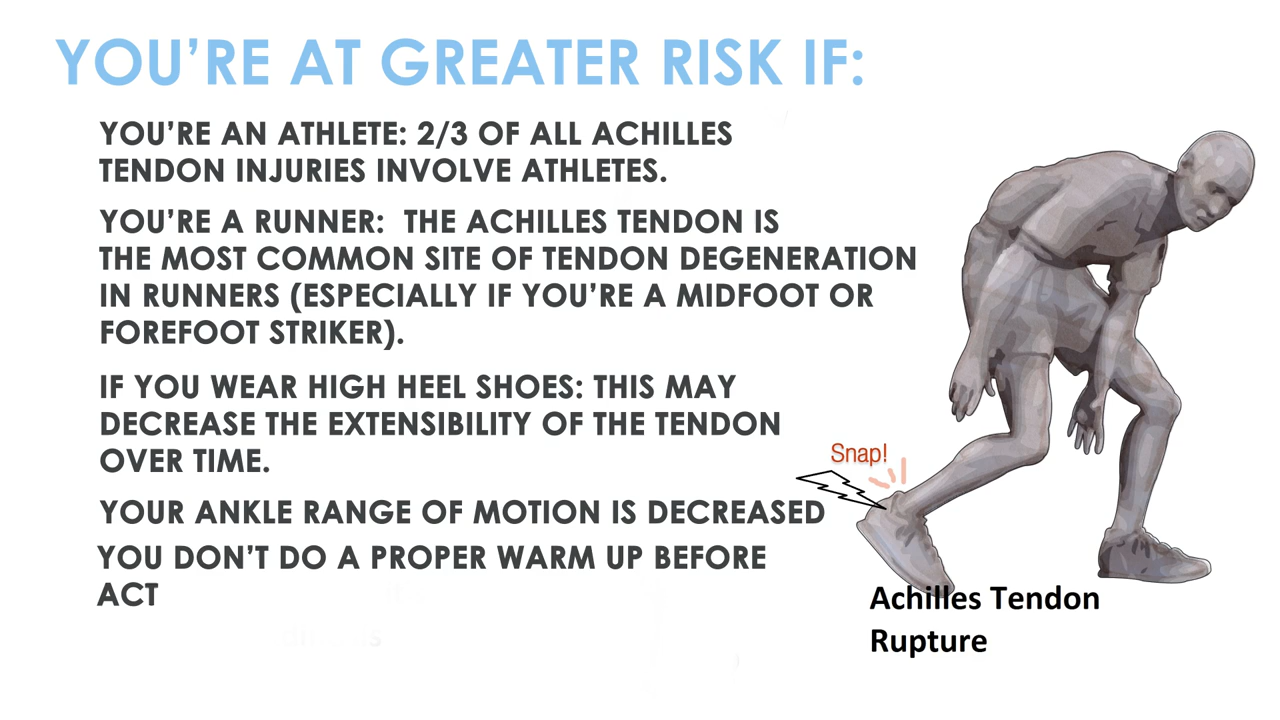 YOU'RE AT GREATER RISK IF:
YOU'RE AN ATHLETE: 2/3 OF ALL ACHILLES
TENDON INJURIES INVOLVE ATHLETES.
YOU'RE A RUNNER: THE ACHILLES TENDON IS
THE MOST COMMON SITE OF TENDON DEGENERATION
IN RUNNERS (ESPECIALLY IF YOU'RE A MIDFOOT OR
FOREFOOT STRIKER).
IF YOU WEAR HIGH HEEL SHOES: THIS MAY
DECREASE THE EXTENSIBILITY OF THE TENDON
OVER TIME.
YOUR ANKLE RANGE OF MOTION IS DECREASED
YOU DON'T DO A PROPER WARM UP BEFORE
ACT
Snap!
Achilles Tendon
Rupture